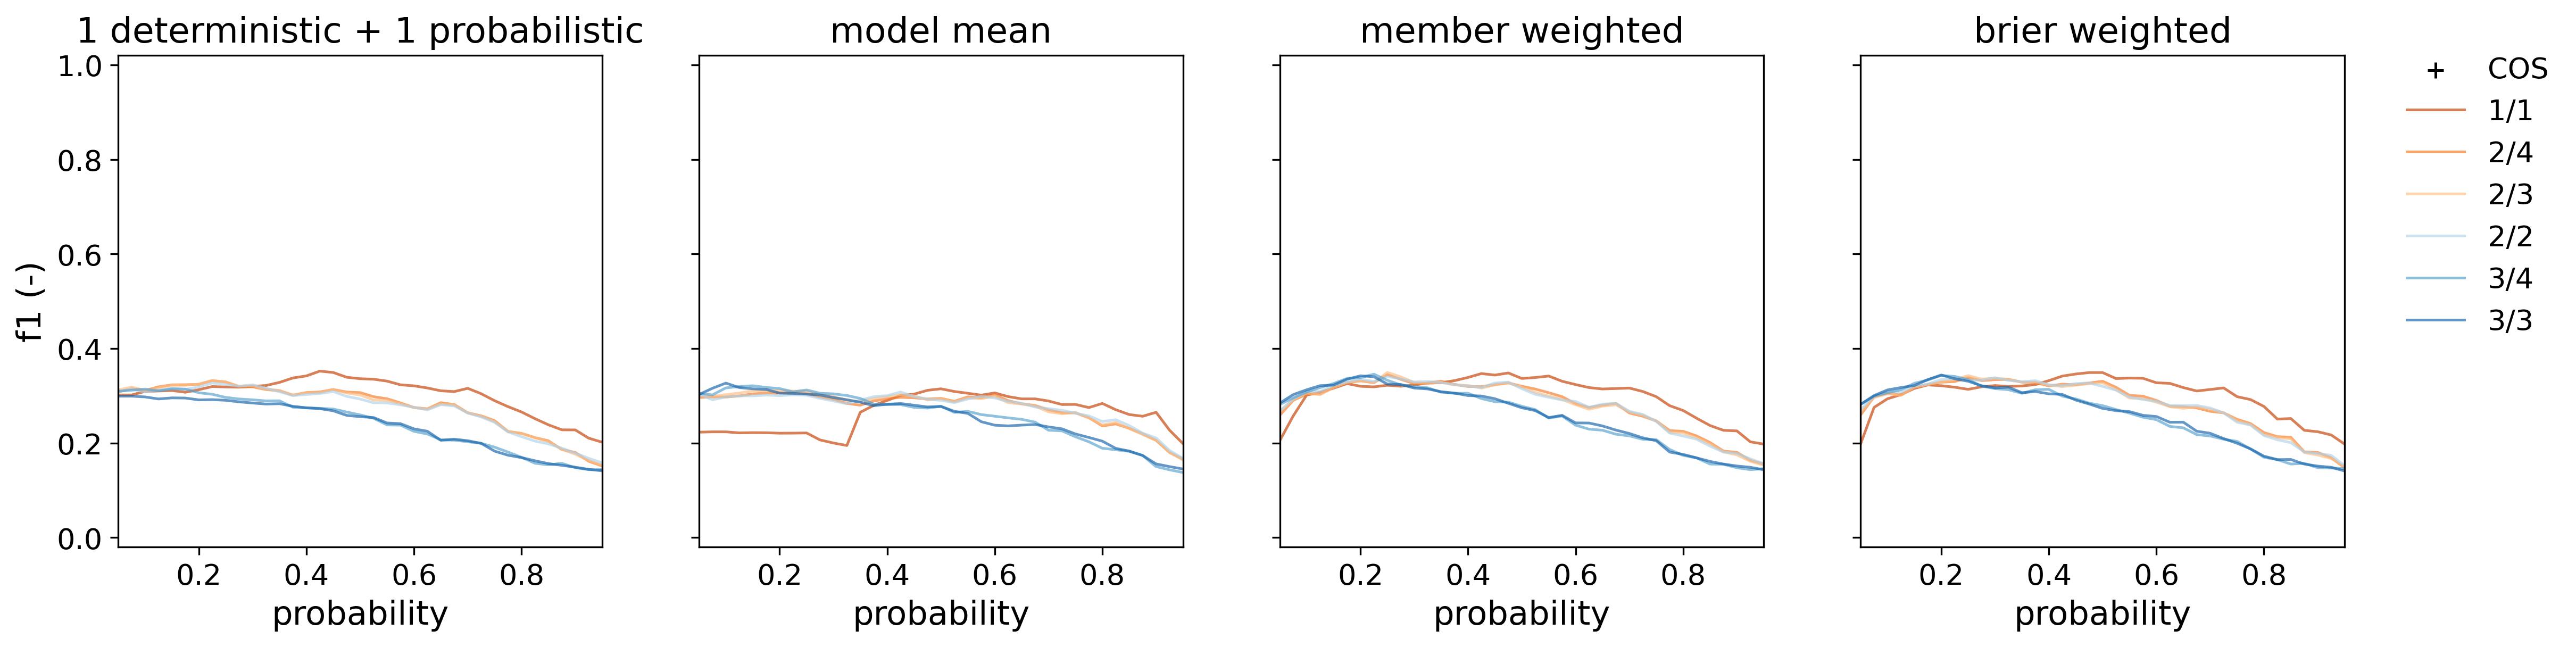 1 deterministic + 1 probabilistic
model mean
member weighted
brier weighted
f1 (-)
1.0
0.8
0.6
0.4
0.2
0.0
0.2 0.4 0.6 0.8
0.2 0.4 0.6 0.8
0.2 0.4 0.6 0.8
0.2 0.4 0.6 0.8
probability
probability
probability
probability
+ COS
1/1
2/4
2/3
2/2
3/4
3/3